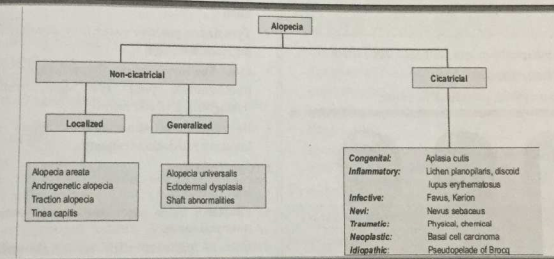 Alopecia
Non-cicatricial
Cicatricial
Localized
Generalized
Alopecia areata
Androgenetic alopecia
Traction alopecia
Tinea capitis
Alopecia universalis
Ectodermal dysplasia
Shaft abnormalities
Congenital: Aplasia cutis
Inflammatory: Lichen planopilaris, discoid
lupus erythematosus
Infective: Favus, Kerion
Nevi: Nevus sebaceus
Traumatic: Physical, chemical
Neoplastic: Basal cell carcinoma
Idiopathic: Pseudopelade of Brocq